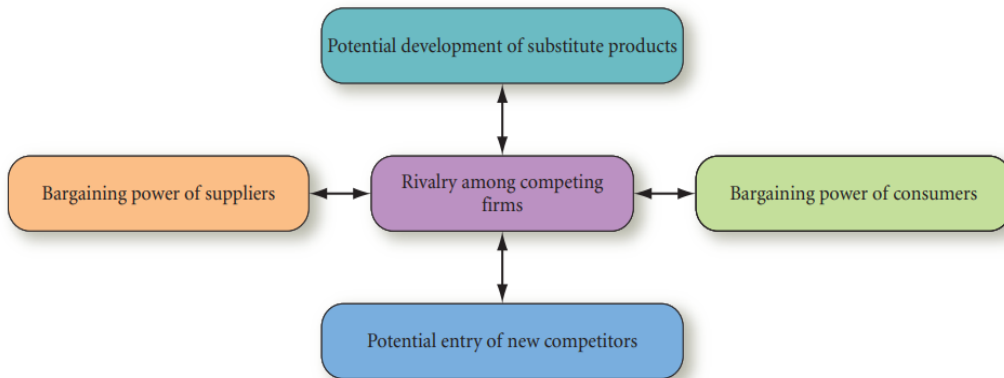 Potential development of substitute products
Bargaining power of suppliers
Rivalry among competing
firms
Bargaining power of consumers
Potential entry of new competitors